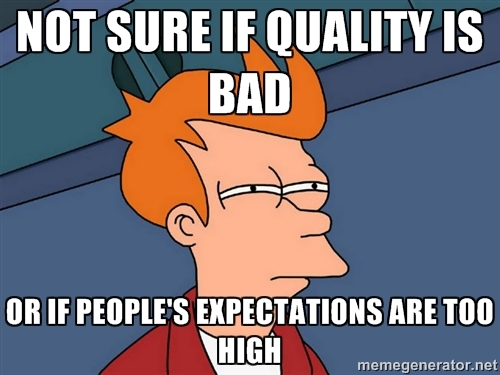 NOT SURE IF QUALITY IS
BAD
OR IF PEOPLE'S EXPECTATIONS ARE TOO
HIGH
memegenerator.net